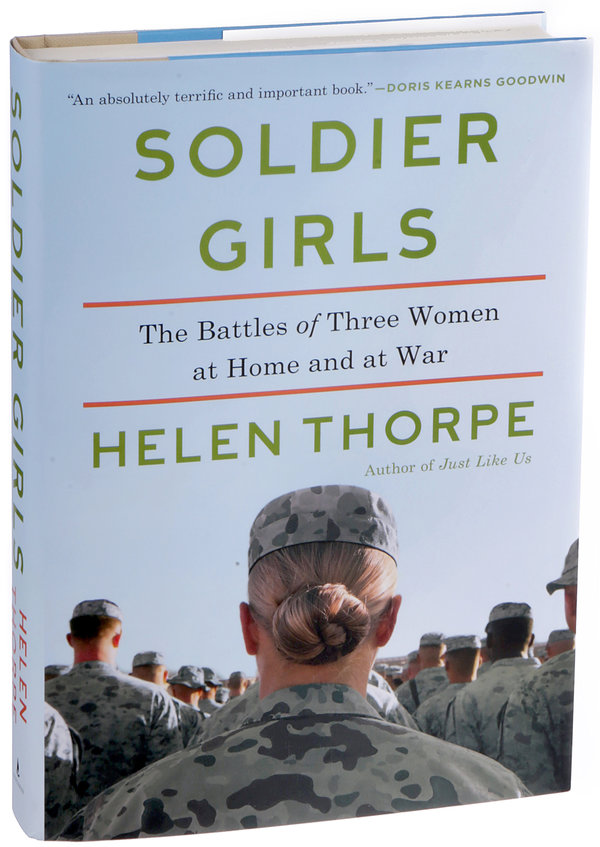 “An absolutely terrific and important book.”—DORIS KEARNS GOODWIN
SOLDIER
GIRLS
The Battles of Three Women
at Home and at War
HELEN THORPE
Author of Just Like Us
SOLDIER GIRLS
HELEN
THORPE